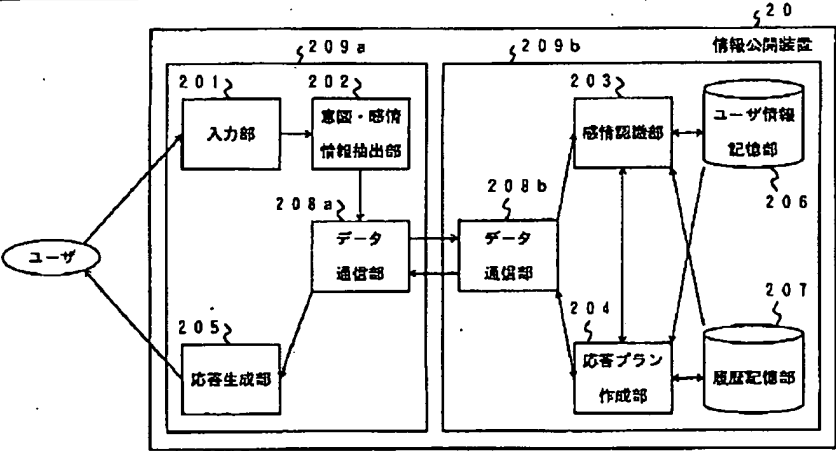 20
209a
209b
情報公開装置
201
202
203
入力部
意図・感情
情報抽出部
感情認識部
ユーザ情報
記憶部
206
208a
208b
データ
通信部
データ
通信部
ユーザ
204
207
205
応答生成部
応答プラン
作成部
履歴記憶部